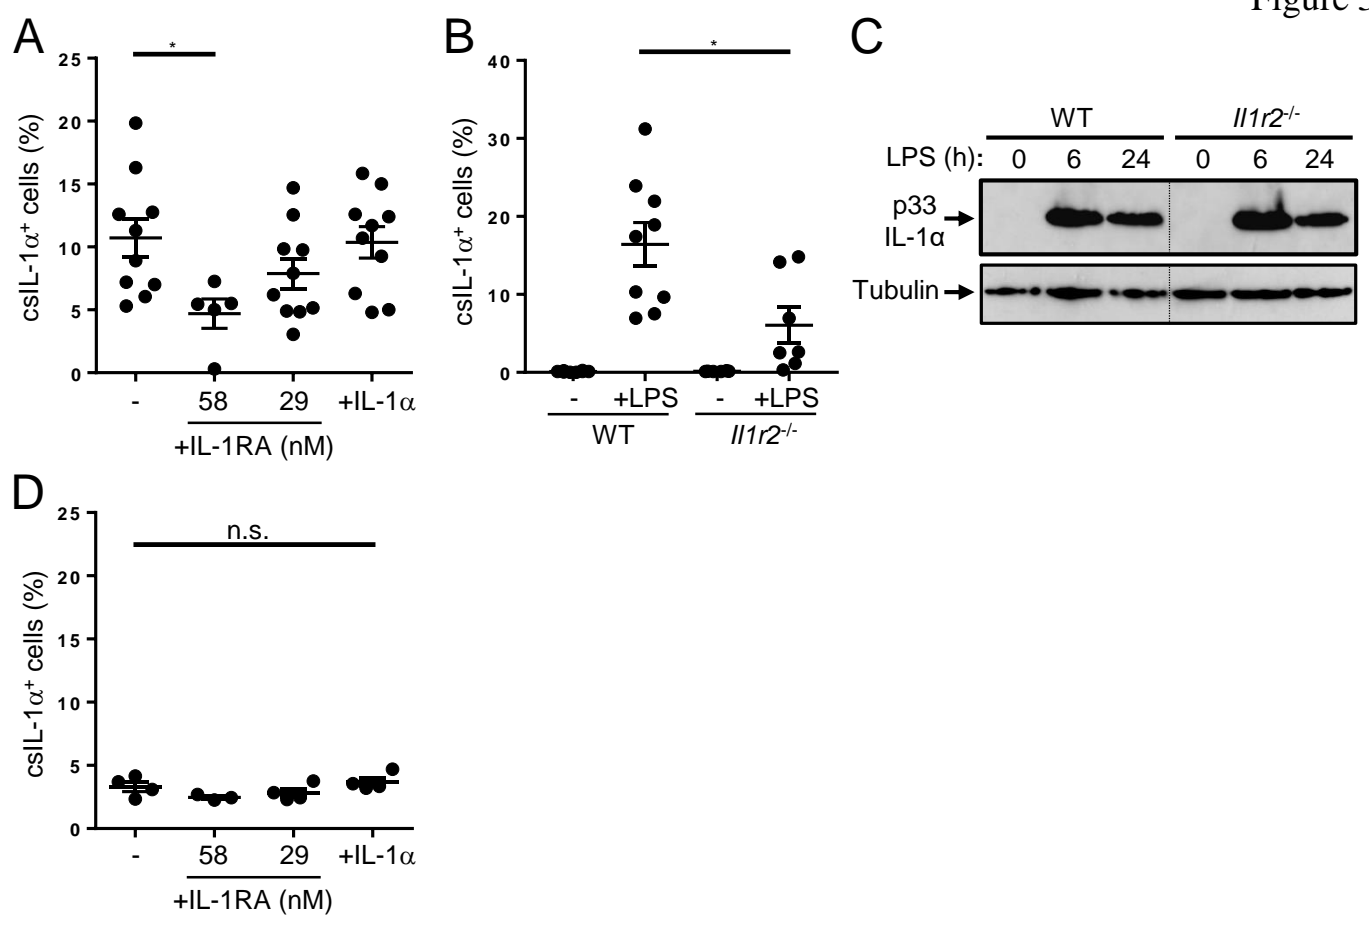 Figure 3
A
*
25
20
15
10
5
0
csIL-1α+ cells (%)
- 58 29 +IL-1α
+IL-1RA (nM)
B
*
40
30
20
10
0
csIL-1α+ cells (%)
- +LPS - +LPS
WT Il1r2-/-
C
WT Il1r2-/-
LPS (h): 0 6 24 0 6 24
p33
IL-1α
Tubulin
D
n.s.
25
20
15
10
5
0
csIL-1α+ cells (%)
- 58 29 +IL-1α
+IL-1RA (nM)